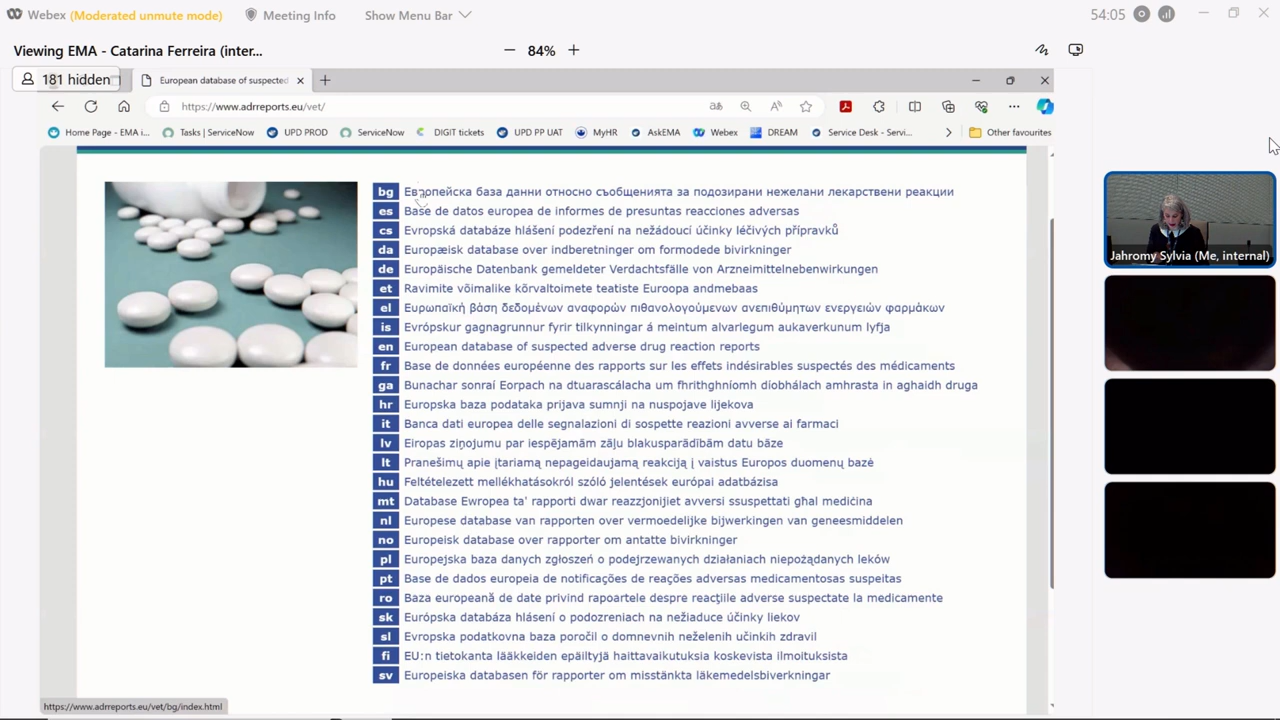 Webex (Moderated unmute mode) Meeting Info Show Menu Bar 54:05
Viewing EMA - Catarina Ferreira (inter... 84%
181 hidden European database of suspected
https://www.adrreports.eu/vet/
Home Page - EMA i... Tasks | ServiceNow UPD PROD ServiceNow DIGIT tickets UPD PP UAT MyHR AskEMA Webex DREAM Service Desk - Servi... Other favourites
bg Европейска база данни относно съобщенията за подозирани нежелани лекарствени реакции
es Base de datos europea de informes de presuntas reacciones adversas
cs Evropská databáze hlášení podezření na nežádoucí účinky léčivých přípravků
da Europæisk database over indberetninger om formodede bivirkninger
de Europäische Datenbank gemeldeter Verdachtsfälle von Arzneimittelnebenwirkungen
et Ravimite võimalike kõrvaltoimete teatiste Euroopa andmebaas
el Ευρωπαϊκή βάση δεδομένων αναφορών πιθανολογούμενων ανεπιθύμητων ενεργειών φαρμάκων
is Evrópskur gagnagrunnur fyrir tilkynningar á meintum alvarlegum aukaverkunum lyfja
en European database of suspected adverse drug reaction reports
fr Base de données européenne des rapports sur les effets indésirables suspectés des médicaments
ga Bunachar sonraí Eorpach na dtuarascálacha um fhrithghníomh díobhálach amhrasta in aghaidh druga
hr Europska baza podataka prijava sumnji na nuspojave lijekova
it Banca dati europea delle segnalazioni di sospette reazioni avverse ai farmaci
lv Eiropas ziņojumu par iespējamām zāļu blakusparādībām datu bāze
lt Pranešimų apie įtariamą nepageidaujamą reakciją į vaistus Europos duomenų bazė
hu Feltételezett mellékhatásokról szóló jelentések európai adatbázisa
mt Database Ewropea ta' rapporti dwar reazzjonijiet avversi ssuspettati għal mediċina
nl Europese database van rapporten over vermoedelijke bijwerkingen van geneesmiddelen
no Europeisk database over rapporter om antatte bivirkninger
pl Europejska baza danych zgłoszeń o podejrzewanych działaniach niepożądanych leków
pt Base de dados europeia de notificações de reações adversas medicamentosas suspeitas
ro Baza europeană de date privind rapoartele despre reacţiile adverse suspectate la medicamente
sk Európska databáza hlásení o podozreniach na nežiaduce účinky liekov
sl Evropska podatkovna baza poročil o domnevnih neželenih učinkih zdravil
fi EU:n tietokanta lääkkeiden epäiltyjä haittavaikutuksia koskevista ilmoituksista
sv Europeiska databasen för rapporter om misstänkta läkemedelsbiverkningar
https://www.adrreports.eu/vet/bg/index.html
Jahromy Sylvia (Me, internal)